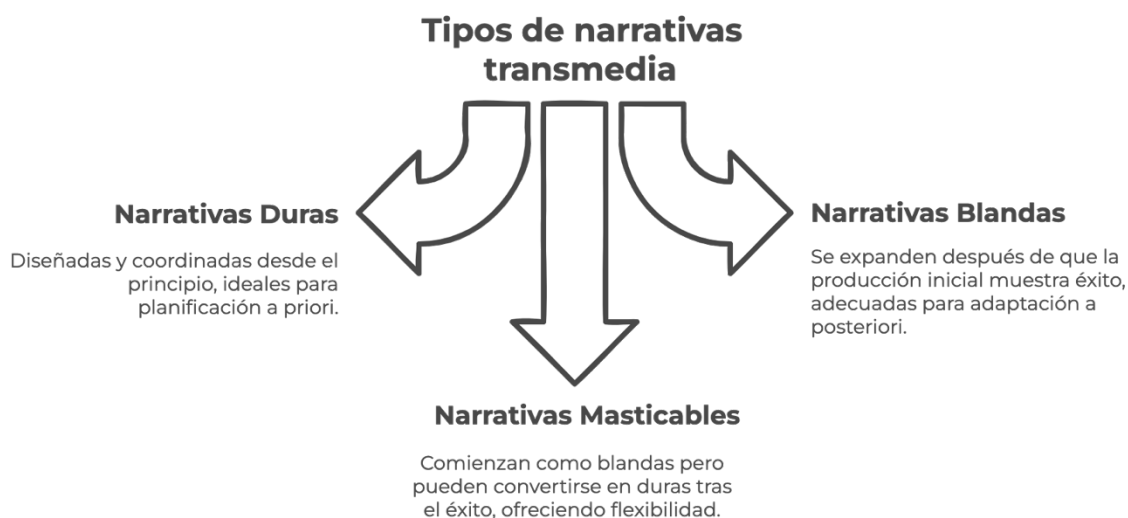 Tipos de narrativas
transmedia
Narrativas Duras
Diseñadas y coordinadas desde el
principio, ideales para
planificación a priori.
Narrativas Blandas
Se expanden después de que la
producción inicial muestra éxito,
adecuadas para adaptación a
posteriori.
Narrativas Masticables
Comienzan como blandas pero
pueden convertirse en duras tras
el éxito, ofreciendo flexibilidad.